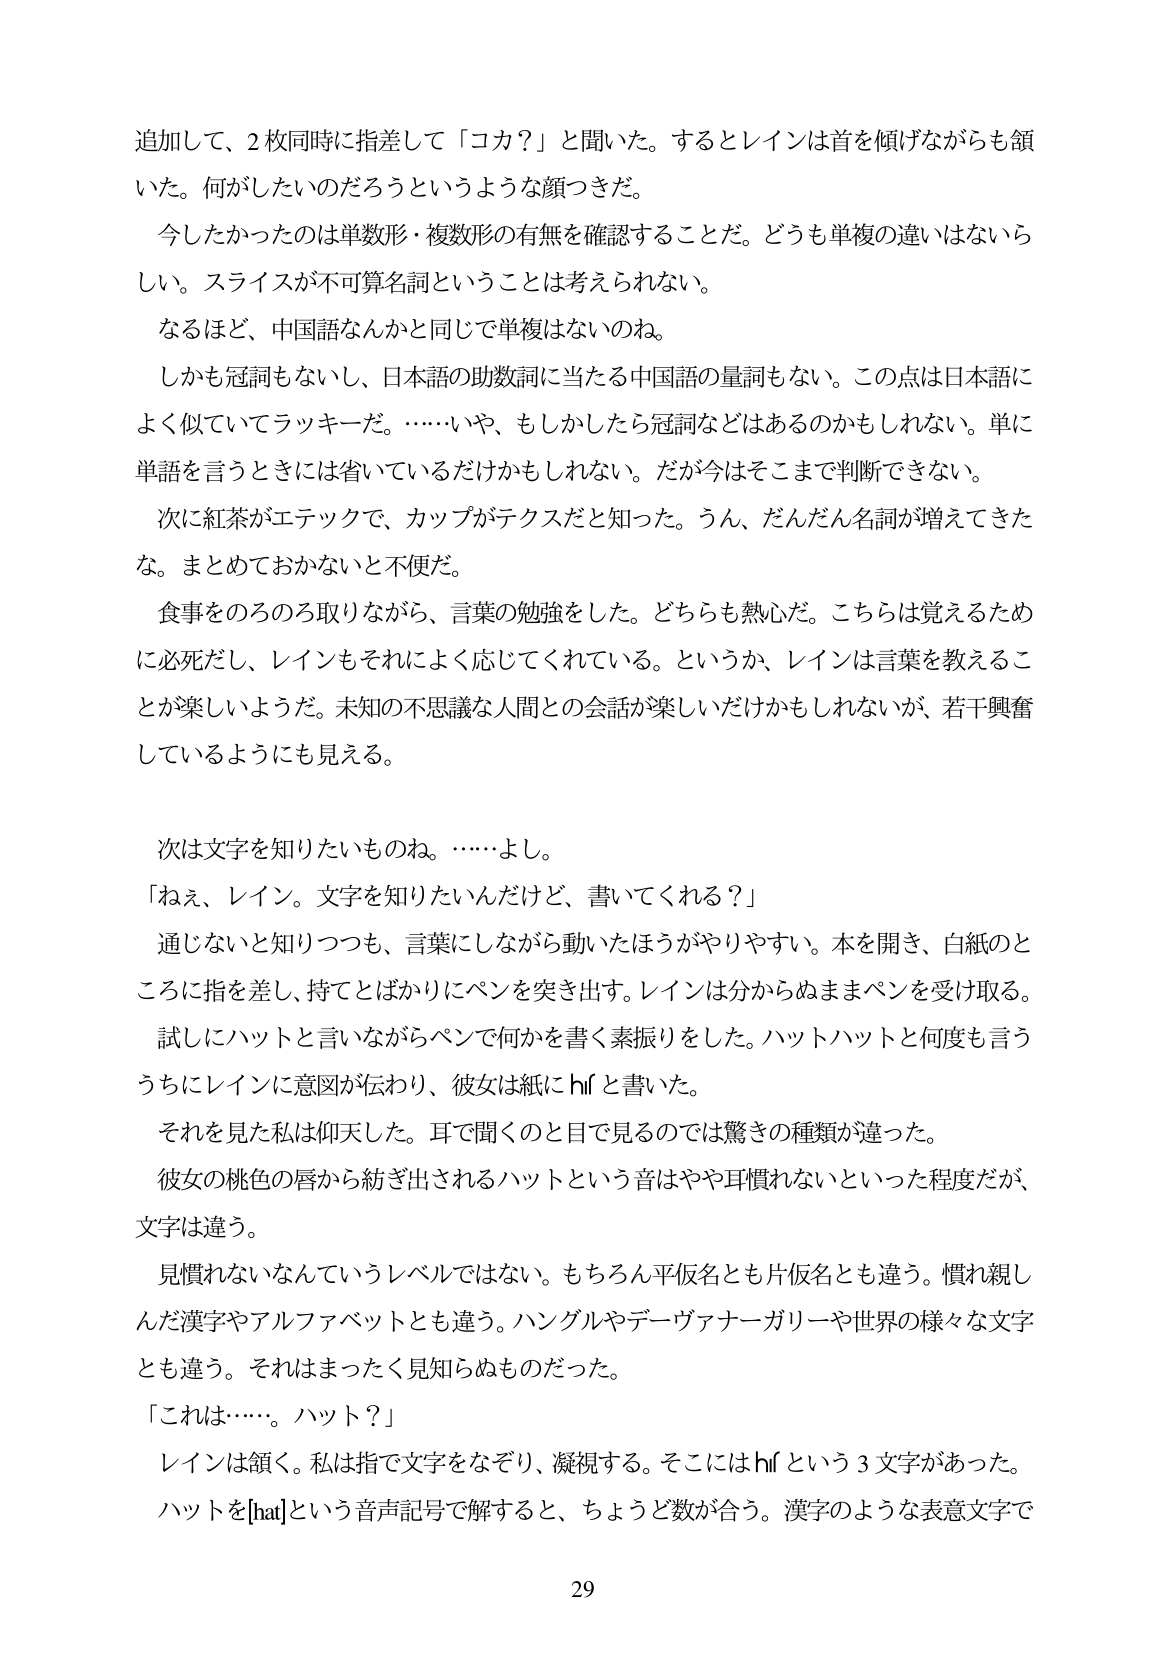 追加して、2枚同時に指差して「コカ？」と聞いた。するとレインは首を傾げながらも頷
いた。何がしたいのだろうというような顔つきだ。
今したかったのは単数形・複数形の有無を確認することだ。どうも単複の違いはないら
しい。スライスが不可算名詞ということは考えられない。
なるほど、中国語なんかと同じで単複はないのね。
しかも冠詞もないし、日本語の助数詞に当たる中国語の量詞もない。この点は日本語に
よく似ていてラッキーだ。……いや、もしかしたら冠詞などはあるのかもしれない。単に
単語を言うときには省いているだけかもしれない。だが今はそこまで判断できない。
次に紅茶がエテックで、カップがテクスだと知った。うん、だんだん名詞が増えてきた
な。まとめておかないと不便だ。
食事をのろのろ取りながら、言葉の勉強をした。どちらも熱心だ。こちらは覚えるため
に必死だし、レインもそれによく応じてくれている。というか、レインは言葉を教えるこ
とが楽しいようだ。未知の不思議な人間との会話が楽しいだけかもしれないが、若干興奮
しているようにも見える。
次は文字を知りたいものね。……よし。
「ねぇ、レイン。文字を知りたいんだけど、書いてくれる？」
通じないと知りつつも、言葉にしながら動いたほうがやりやすい。本を開き、白紙のと
ころに指を差し、持てとばかりにペンを突き出す。レインは分からぬままペンを受け取る。
試しにハットと言いながらペンで何かを書く素振りをした。ハットハットと何度も言う
うちにレインに意図が伝わり、彼女は紙に と書いた。
それを見た私は仰天した。耳で聞くのと目で見るのでは驚きの種類が違った。
彼女の桃色の唇から紡ぎ出されるハットという音はやや耳慣れないといった程度だが、
文字は違う。
見慣れないなんていうレベルではない。もちろん平仮名とも片仮名とも違う。慣れ親し
んだ漢字やアルファベットとも違う。ハングルやデーヴァナーガリーや世界の様々な文字
とも違う。それはまったく見知らぬものだった。
「これは……。ハット？」
レインは頷く。私は指で文字をなぞり、凝視する。そこには という3文字があった。
ハットを[hat]という音声記号で解すると、ちょうど数が合う。漢字のような表意文字で
29